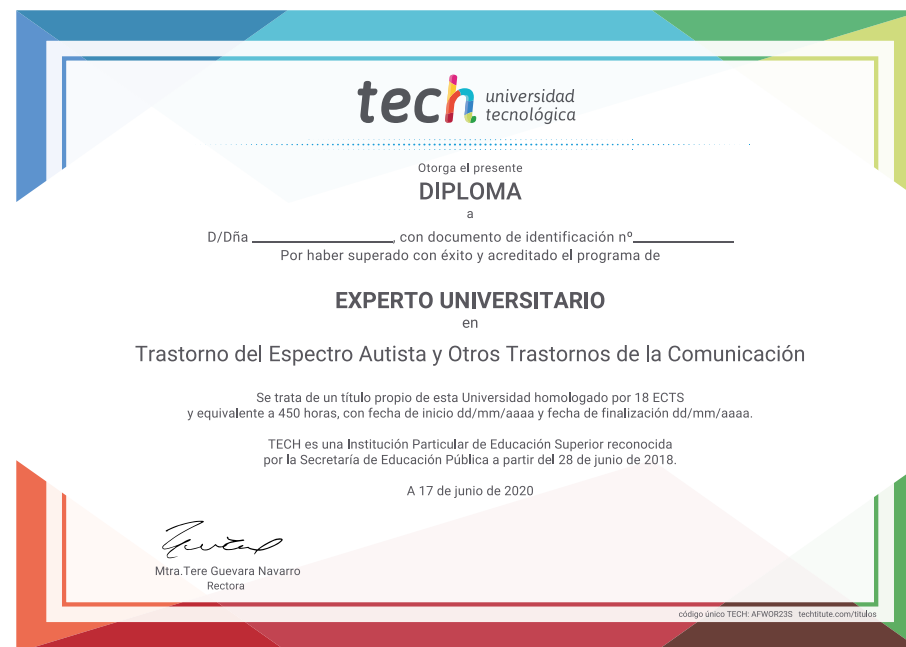 tech universidad
tecnológica
Otorga el presente
DIPLOMA
a
D/Dña ____________________, con documento de identificación nº______________
Por haber superado con éxito y acreditado el programa de
EXPERTO UNIVERSITARIO
en
Trastorno del Espectro Autista y Otros Trastornos de la Comunicación
Se trata de un título propio de esta Universidad homologado por 18 ECTS
y equivalente a 450 horas, con fecha de inicio dd/mm/aaaa y fecha de finalización dd/mm/aaaa.
TECH es una Institución Particular de Educación Superior reconocida
por la Secretaría de Educación Pública a partir del 28 de junio de 2018.
A 17 de junio de 2020
Mtra.Tere Guevara Navarro
Rectora
código único TECH: AFWOR23S techtitute.com/titulos